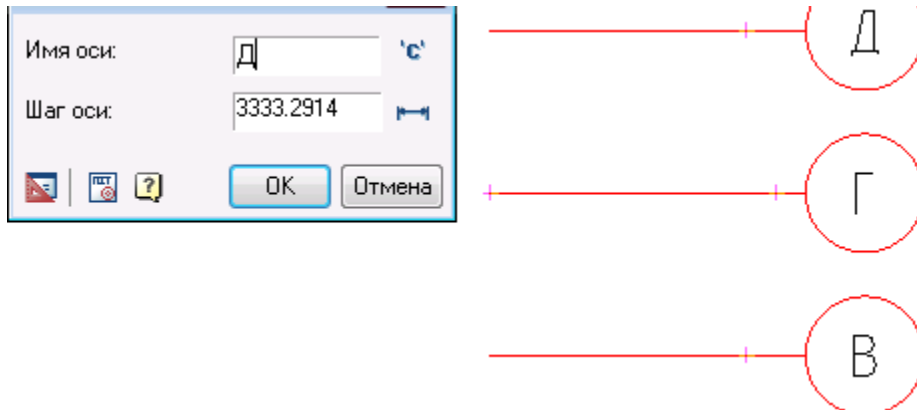 Имя оси: Д 'C'
Шаг оси: 3333.2914
? OK Отмена
Д
Г
В